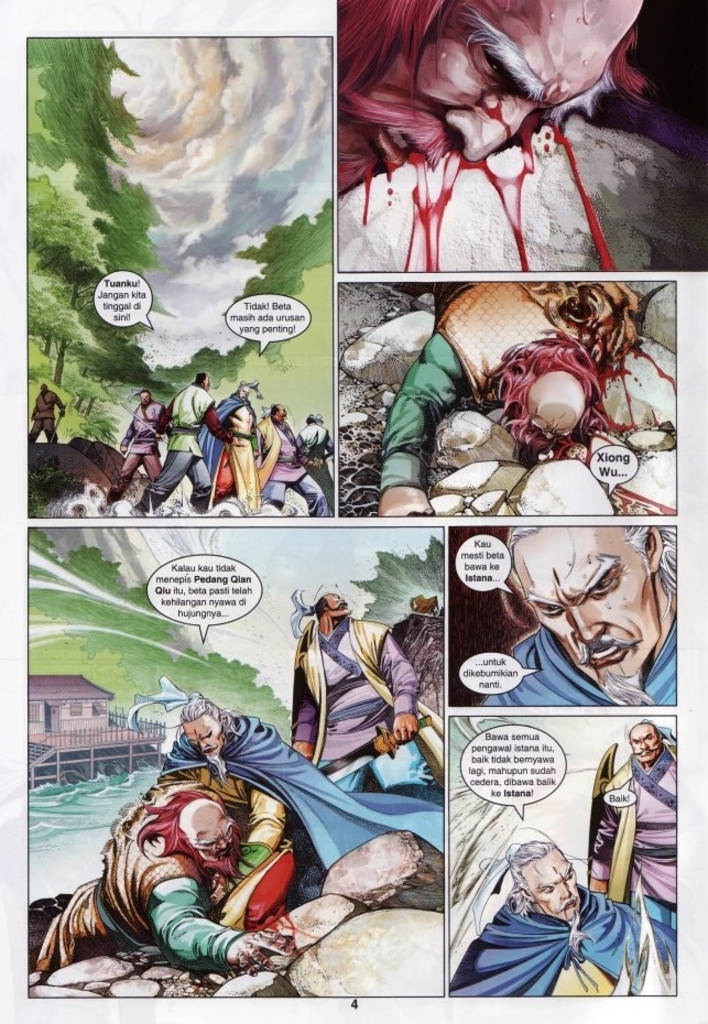 Tuanku!
Jangan kita
tinggal di
sini!
Tidak! Beta
masih ada urusan
yang penting!
Xiong
Wu...
Kalau kau tidak
menepis Pedang Qian
Qiu itu, beta pasti telah
kehilangan nyawa di
hujungnya...
Kau
mesti beta
bawa ke
Istana...
...untuk
dikebumikan
nanti.
Bawa semua
pengawal istana itu,
baik tidak bernyawa
lagi, mahupun sudah
cedera, dibawa balik
ke Istana!
Baik!
4